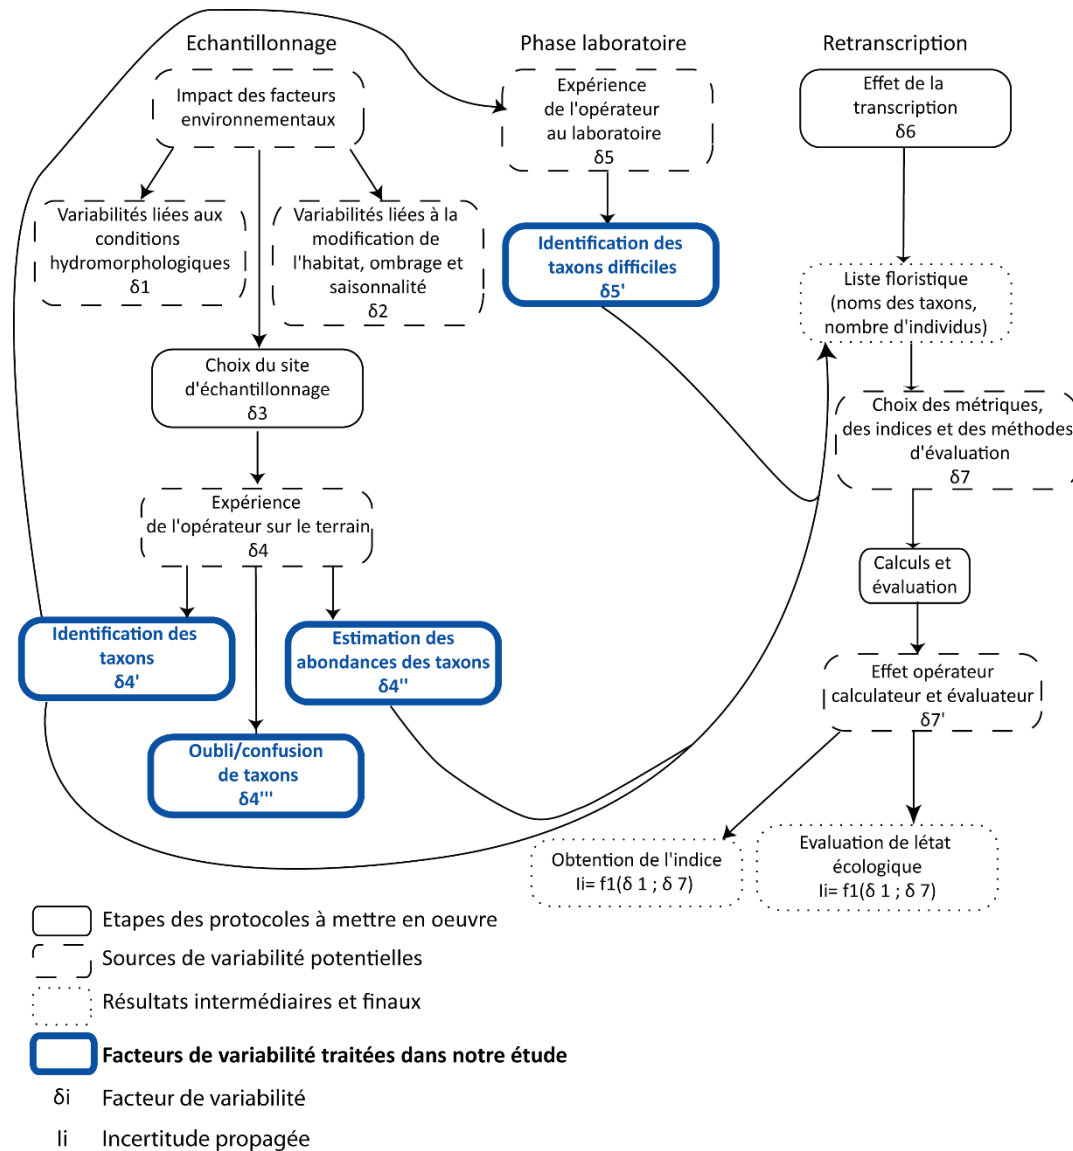 Echantillonnage
Impact des facteurs
environnementaux
Variabilités liées aux
conditions
hydromorphologiques
δ1
Variabilités liées à la
modification de
l'habitat, ombrage et
saisonnalité
δ2
Choix du site
d'échantillonnage
δ3
Expérience
de l'opérateur sur le terrain
δ4
Identification des
taxons
δ4'
Estimation des
abondances des taxons
δ4''
Oubli/confusion
de taxons
δ4'''
Phase laboratoire
Expérience
de l'opérateur
au laboratoire
δ5
Identification des
taxons difficiles
δ5'
Retranscription
Effet de la
transcription
δ6
Liste floristique
(noms des taxons,
nombre d'individus)
Choix des métriques,
des indices et des méthodes
d'évaluation
δ7
Calculs et
évaluation
Effet opérateur
calculateur et évaluateur
δ7'
Obtention de l'indice
Ii= f1(δ 1 ; δ 7)
Evaluation de létat
écologique
Ii= f1(δ 1 ; δ 7)
Etapes des protocoles à mettre en oeuvre
Sources de variabilité potentielles
Résultats intermédiaires et finaux
Facteurs de variabilité traitées dans notre étude
δi Facteur de variabilité
Ii Incertitude propagée